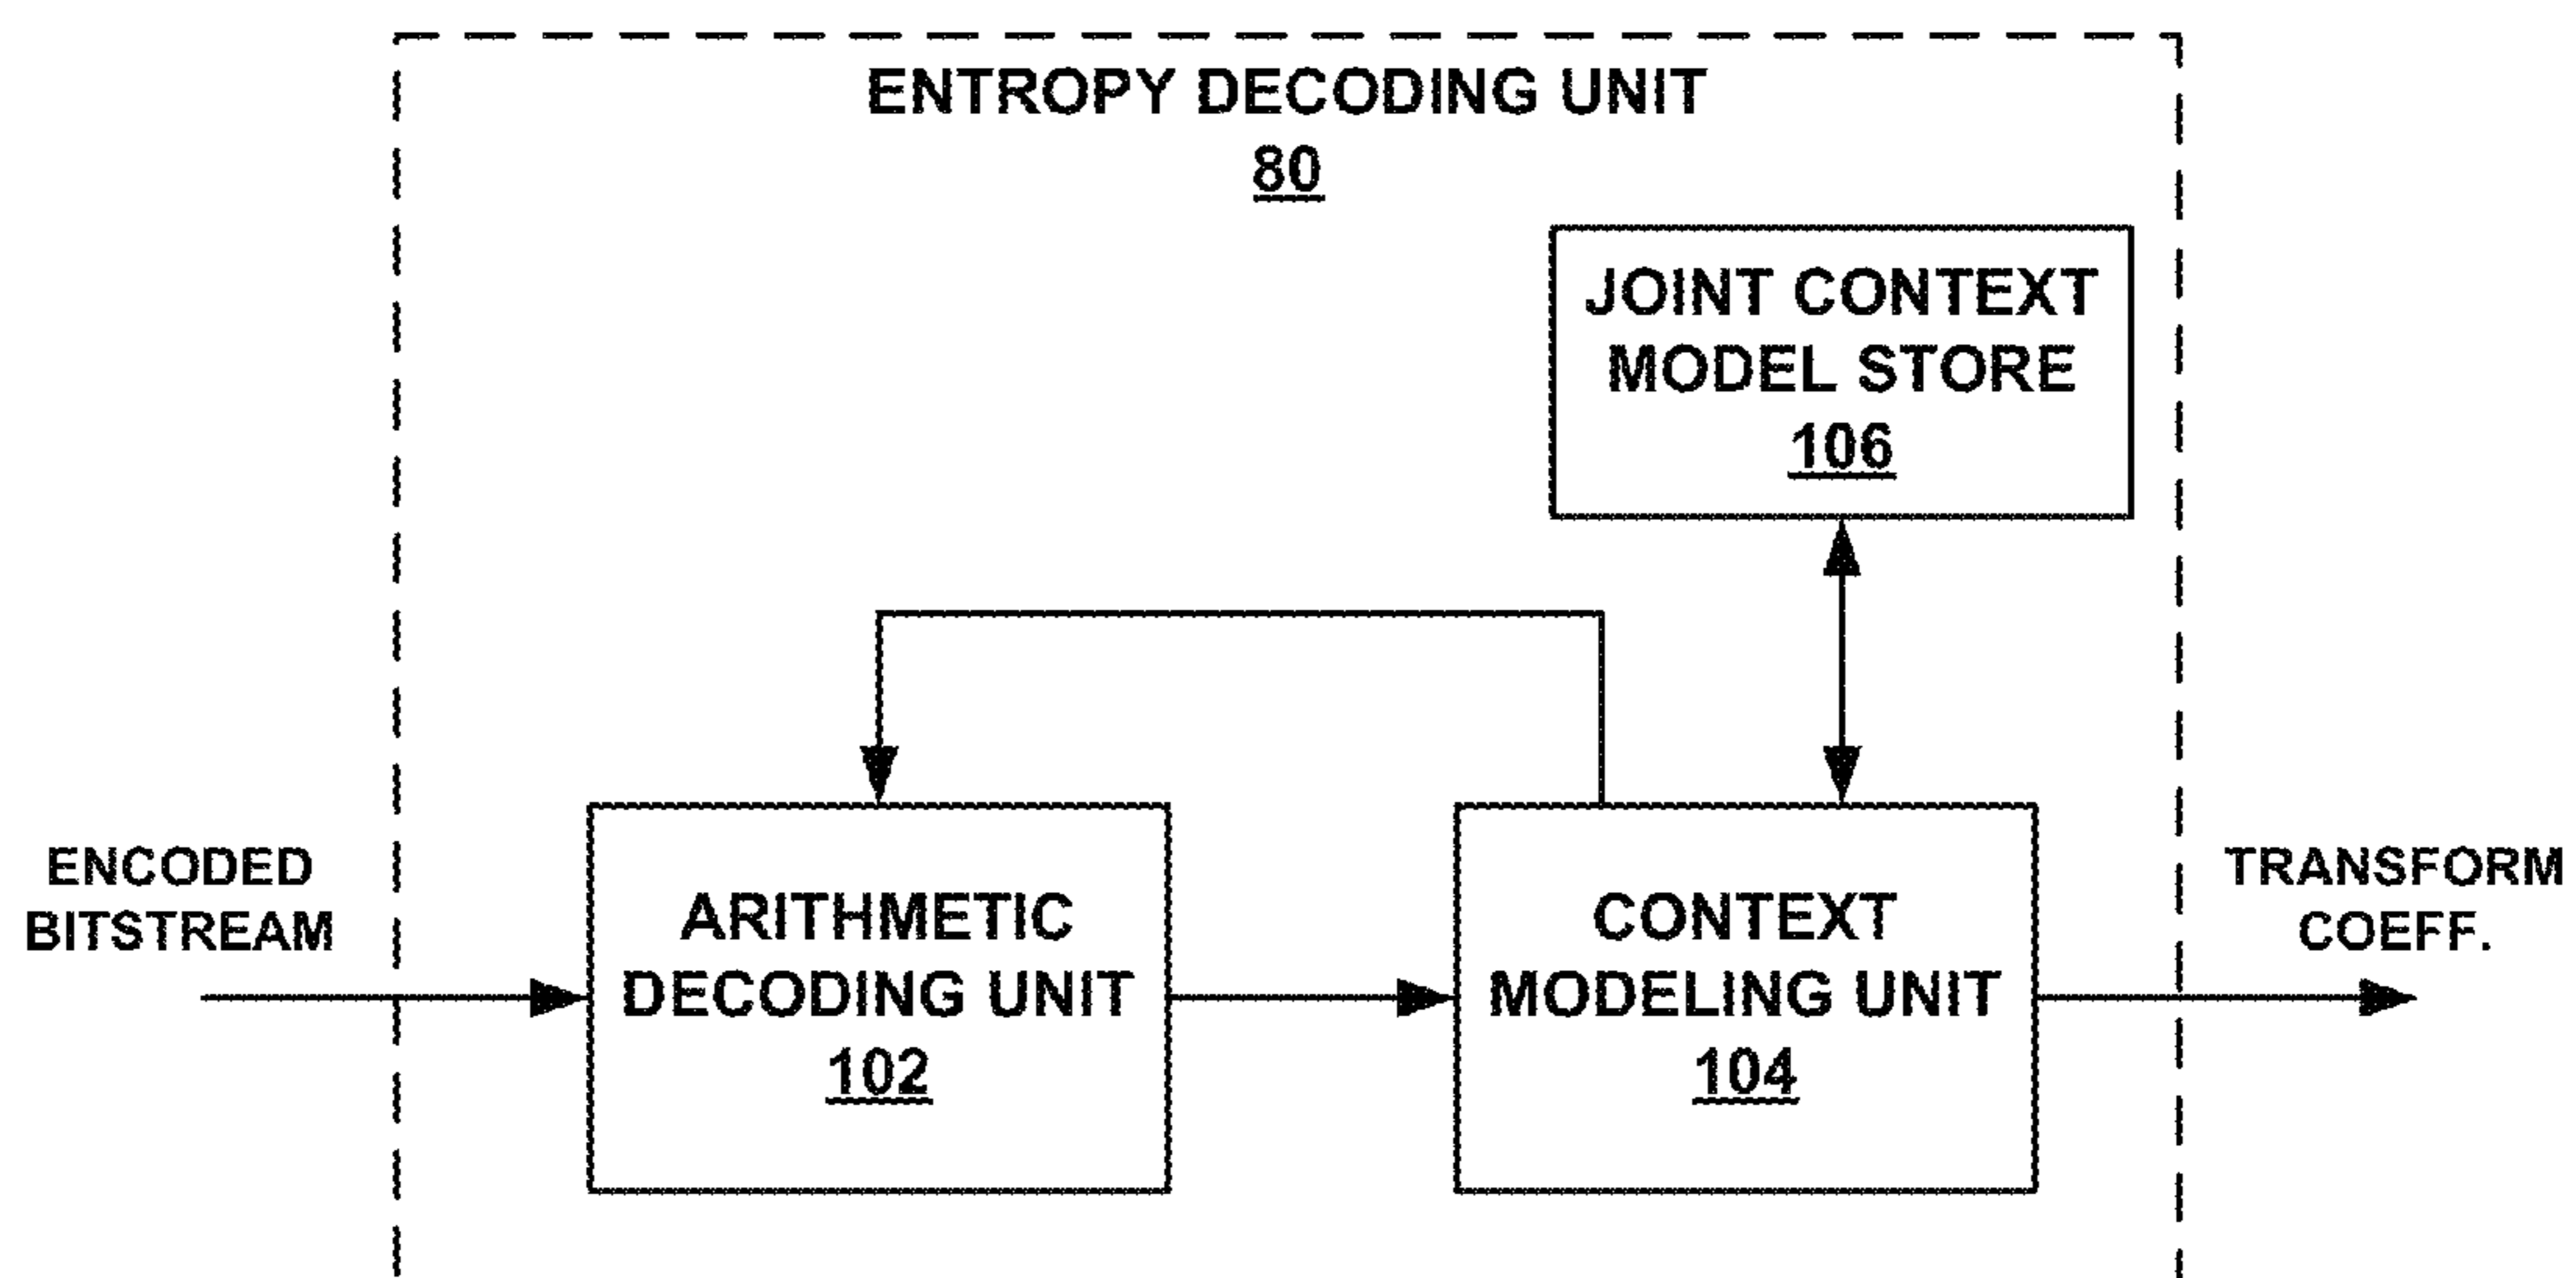 ENTROPY DECODING UNIT
80
JOINT CONTEXT
MODEL STORE
106
ENCODED
BITSTREAM
ARITHMETIC
DECODING UNIT
102
CONTEXT
MODELING UNIT
104
TRANSFORM
COEFF.